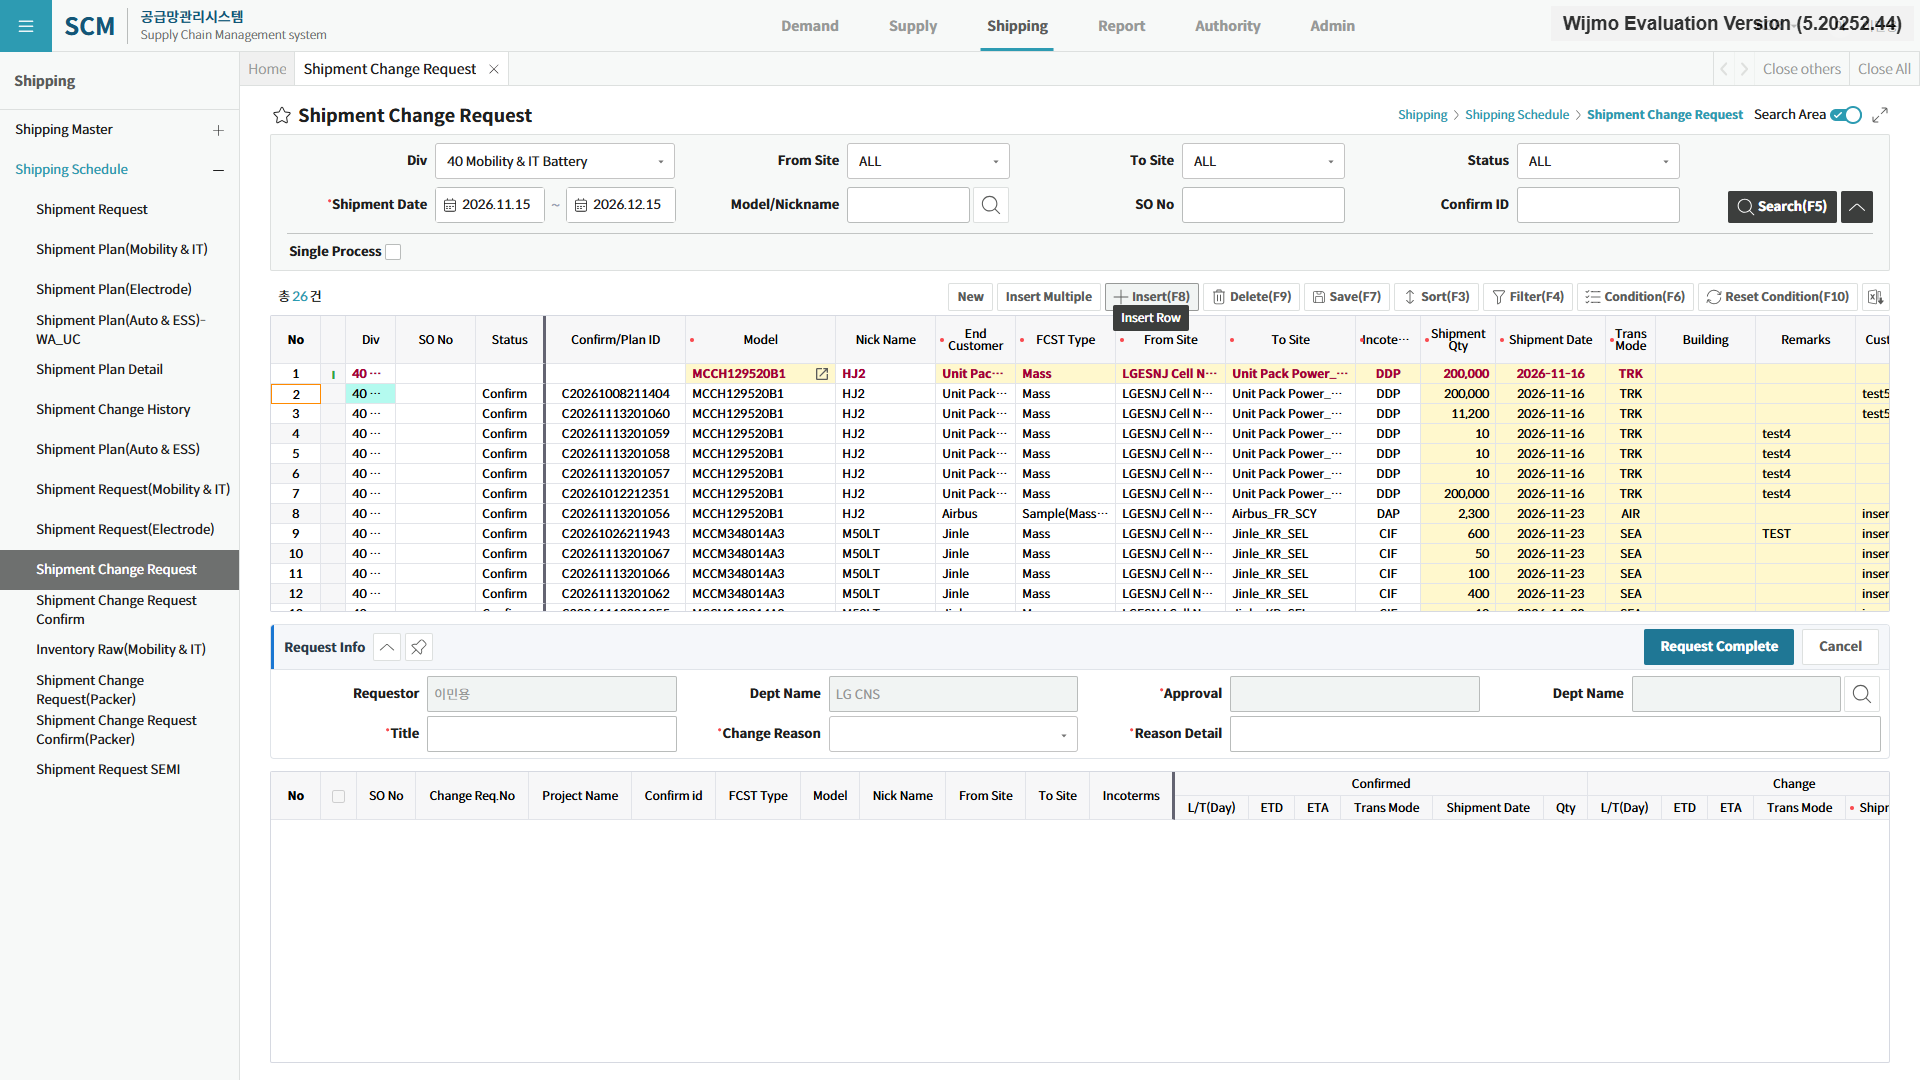 SCM
공급망관리시스템
Supply Chain Management system
Demand
Supply
Shipping
Report
Authority
Admin
Wijmo Evaluation Version (5.20252.44)
Shipping
Home
Shipment Change Request
Close others
Close All
Shipping Master
Shipping Schedule
Shipment Request
Shipment Plan(Mobility & IT)
Shipment Plan(Electrode)
Shipment Plan(Auto & ESS)-
WA_UC
Shipment Plan Detail
Shipment Change History
Shipment Plan(Auto & ESS)
Shipment Request(Mobility & IT)
Shipment Request(Electrode)
Shipment Change Request
Shipment Change Request
Confirm
Inventory Raw(Mobility & IT)
Shipment Change
Request(Packer)
Shipment Change Request
Confirm(Packer)
Shipment Request SEMI
Shipment Change Request
Shipping > Shipping Schedule > Shipment Change Request
Search Area
Div 40 Mobility & IT Battery From Site ALL To Site ALL Status ALL
*Shipment Date 2026.11.15 ~ 2026.12.15 Model/Nickname SO No Confirm ID Search(F5)
Single Process
총 26 건
New Insert Multiple Insert(F8) Delete(F9) Save(F7) Sort(F3) Filter(F4) Condition(F6) Reset Condition(F10)
Insert Row
No Div SO No Status Confirm/Plan ID Model Nick Name End Customer FCST Type From Site To Site Incote··· Shipment Qty Shipment Date Trans Mode Building Remarks Cust
1 I 40 ··· MCCH129520B1 HJ2 Unit Pac··· Mass LGESNJ Cell N··· Unit Pack Power_··· DDP 200,000 2026-11-16 TRK
2 40 ··· Confirm C20261008211404 MCCH129520B1 HJ2 Unit Pack··· Mass LGESNJ Cell N··· Unit Pack Power_··· DDP 200,000 2026-11-16 TRK test5
3 40 ··· Confirm C20261113201060 MCCH129520B1 HJ2 Unit Pack··· Mass LGESNJ Cell N··· Unit Pack Power_··· DDP 11,200 2026-11-16 TRK test5
4 40 ··· Confirm C20261113201059 MCCH129520B1 HJ2 Unit Pack··· Mass LGESNJ Cell N··· Unit Pack Power_··· DDP 10 2026-11-16 TRK test4
5 40 ··· Confirm C20261113201058 MCCH129520B1 HJ2 Unit Pack··· Mass LGESNJ Cell N··· Unit Pack Power_··· DDP 10 2026-11-16 TRK test4
6 40 ··· Confirm C20261113201057 MCCH129520B1 HJ2 Unit Pack··· Mass LGESNJ Cell N··· Unit Pack Power_··· DDP 10 2026-11-16 TRK test4
7 40 ··· Confirm C20261012212351 MCCH129520B1 HJ2 Unit Pack··· Mass LGESNJ Cell N··· Unit Pack Power_··· DDP 200,000 2026-11-16 TRK test4
8 40 ··· Confirm C20261113201056 MCCH129520B1 HJ2 Airbus Sample(Mass··· LGESNJ Cell N··· Airbus_FR_SCY DAP 2,300 2026-11-23 AIR inser
9 40 ··· Confirm C20261026211943 MCCM348014A3 M50LT Jinle Mass LGESNJ Cell N··· Jinle_KR_SEL CIF 600 2026-11-23 SEA TEST inser
10 40 ··· Confirm C20261113201067 MCCM348014A3 M50LT Jinle Mass LGESNJ Cell N··· Jinle_KR_SEL CIF 50 2026-11-23 SEA inser
11 40 ··· Confirm C20261113201066 MCCM348014A3 M50LT Jinle Mass LGESNJ Cell N··· Jinle_KR_SEL CIF 100 2026-11-23 SEA inser
12 40 ··· Confirm C20261113201062 MCCM348014A3 M50LT Jinle Mass LGESNJ Cell N··· Jinle_KR_SEL CIF 400 2026-11-23 SEA inser
Request Info Request Complete Cancel
Requestor 이민용 Dept Name LG CNS *Approval Dept Name
*Title *Change Reason *Reason Detail
No SO No Change Req.No Project Name Confirm id FCST Type Model Nick Name From Site To Site Incoterms
Confirmed Change
L/T(Day) ETD ETA Trans Mode Shipment Date Qty L/T(Day) ETD ETA Trans Mode Shipr